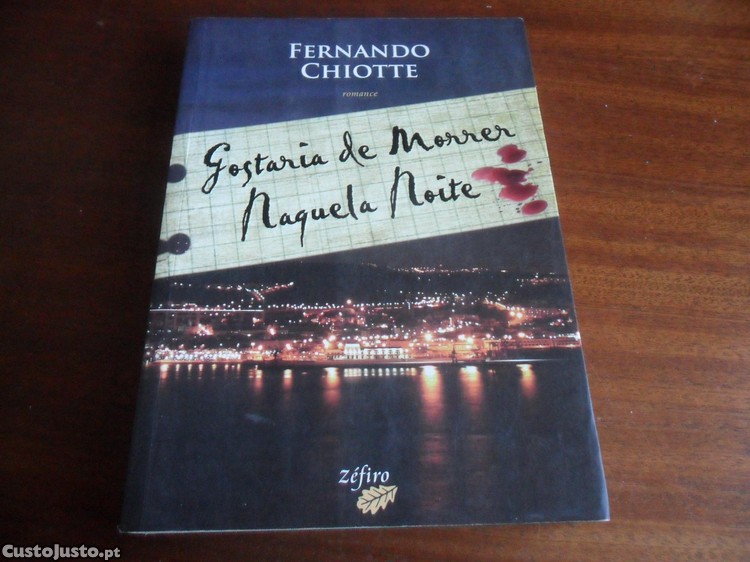 FERNANDO
CHIOTTE
romance
Gostaria de Morrer
Naquela Noite
Zéfiro
CustoJusto.pt